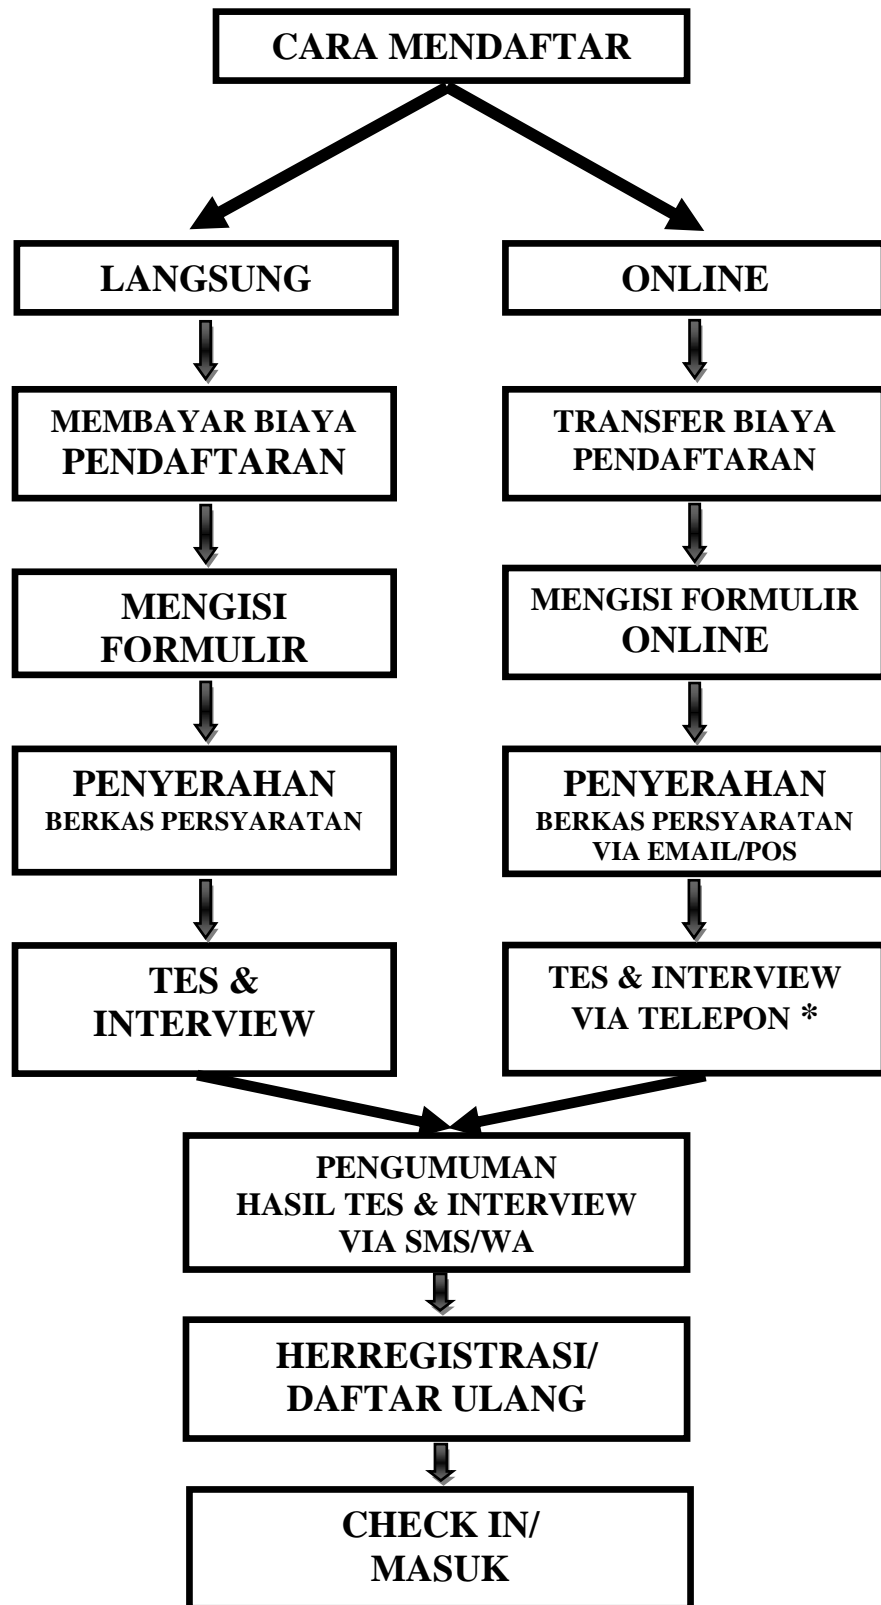 CARA MENDAFTAR
LANGSUNG
ONLINE
MEMBAYAR BIAYA
PENDAFTARAN
TRANSFER BIAYA
PENDAFTARAN
MENGISI
FORMULIR
MENGISI FORMULIR
ONLINE
PENYERAHAN
BERKAS PERSYARATAN
PENYERAHAN
BERKAS PERSYARATAN
VIA EMAIL/POS
TES &
INTERVIEW
TES & INTERVIEW
VIA TELEPON *
PENGUMUMAN
HASIL TES & INTERVIEW
VIA SMS/WA
HERREGISTRASI/
DAFTAR ULANG
CHECK IN/
MASUK